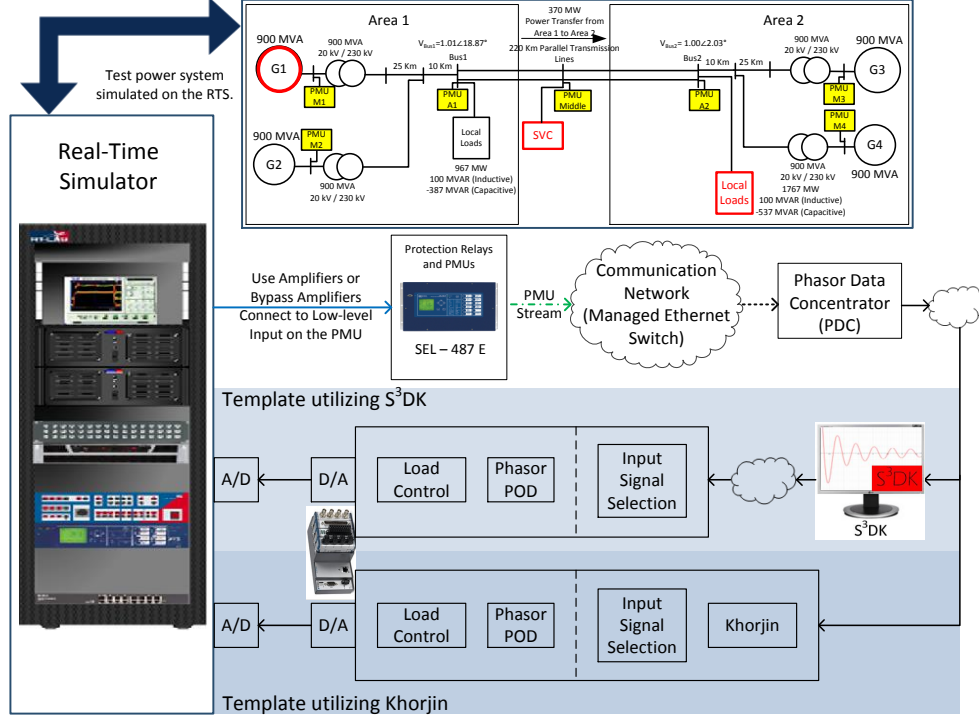 Test power system
simulated on the RTS.
Area 1
370 MW
Power Transfer from
Area 1 to Area 2
220 Km Parallel Transmission
Lines
Area 2
900 MVA
G1
900 MVA
20 kV / 230 kV
PMU
M1
25 Km
10 Km
V_Bus1=1.01∠18.87°
Bus1
PMU
A1
PMU
Middle
SVC
V_Bus2= 1.00∠2.03°
Bus2
10 Km
25 Km
PMU
A2
900 MVA
20 kV / 230 kV
PMU
M3
900 MVA
G3
900 MVA
PMU
M2
G2
900 MVA
20 kV / 230 kV
Local
Loads
967 MW
100 MVAR (Inductive)
-387 MVAR (Capacitive)
PMU
M4
G4
900 MVA
900 MVA
20 kV / 230 kV
Local
Loads
1767 MW
100 MVAR (Inductive)
-537 MVAR (Capacitive)
Real-Time
Simulator
Use Amplifiers or
Bypass Amplifiers
Connect to Low-level
Input on the PMU
Protection Relays
and PMUs
SEL – 487 E
PMU
Stream
Communication
Network
(Managed Ethernet
Switch)
Phasor Data
Concentrator
(PDC)
Template utilizing S³DK
A/D
D/A
Load
Control
Phasor
POD
Input
Signal
Selection
S³DK
S³DK
A/D
D/A
Load
Control
Phasor
POD
Input
Signal
Selection
Khorjin
Template utilizing Khorjin